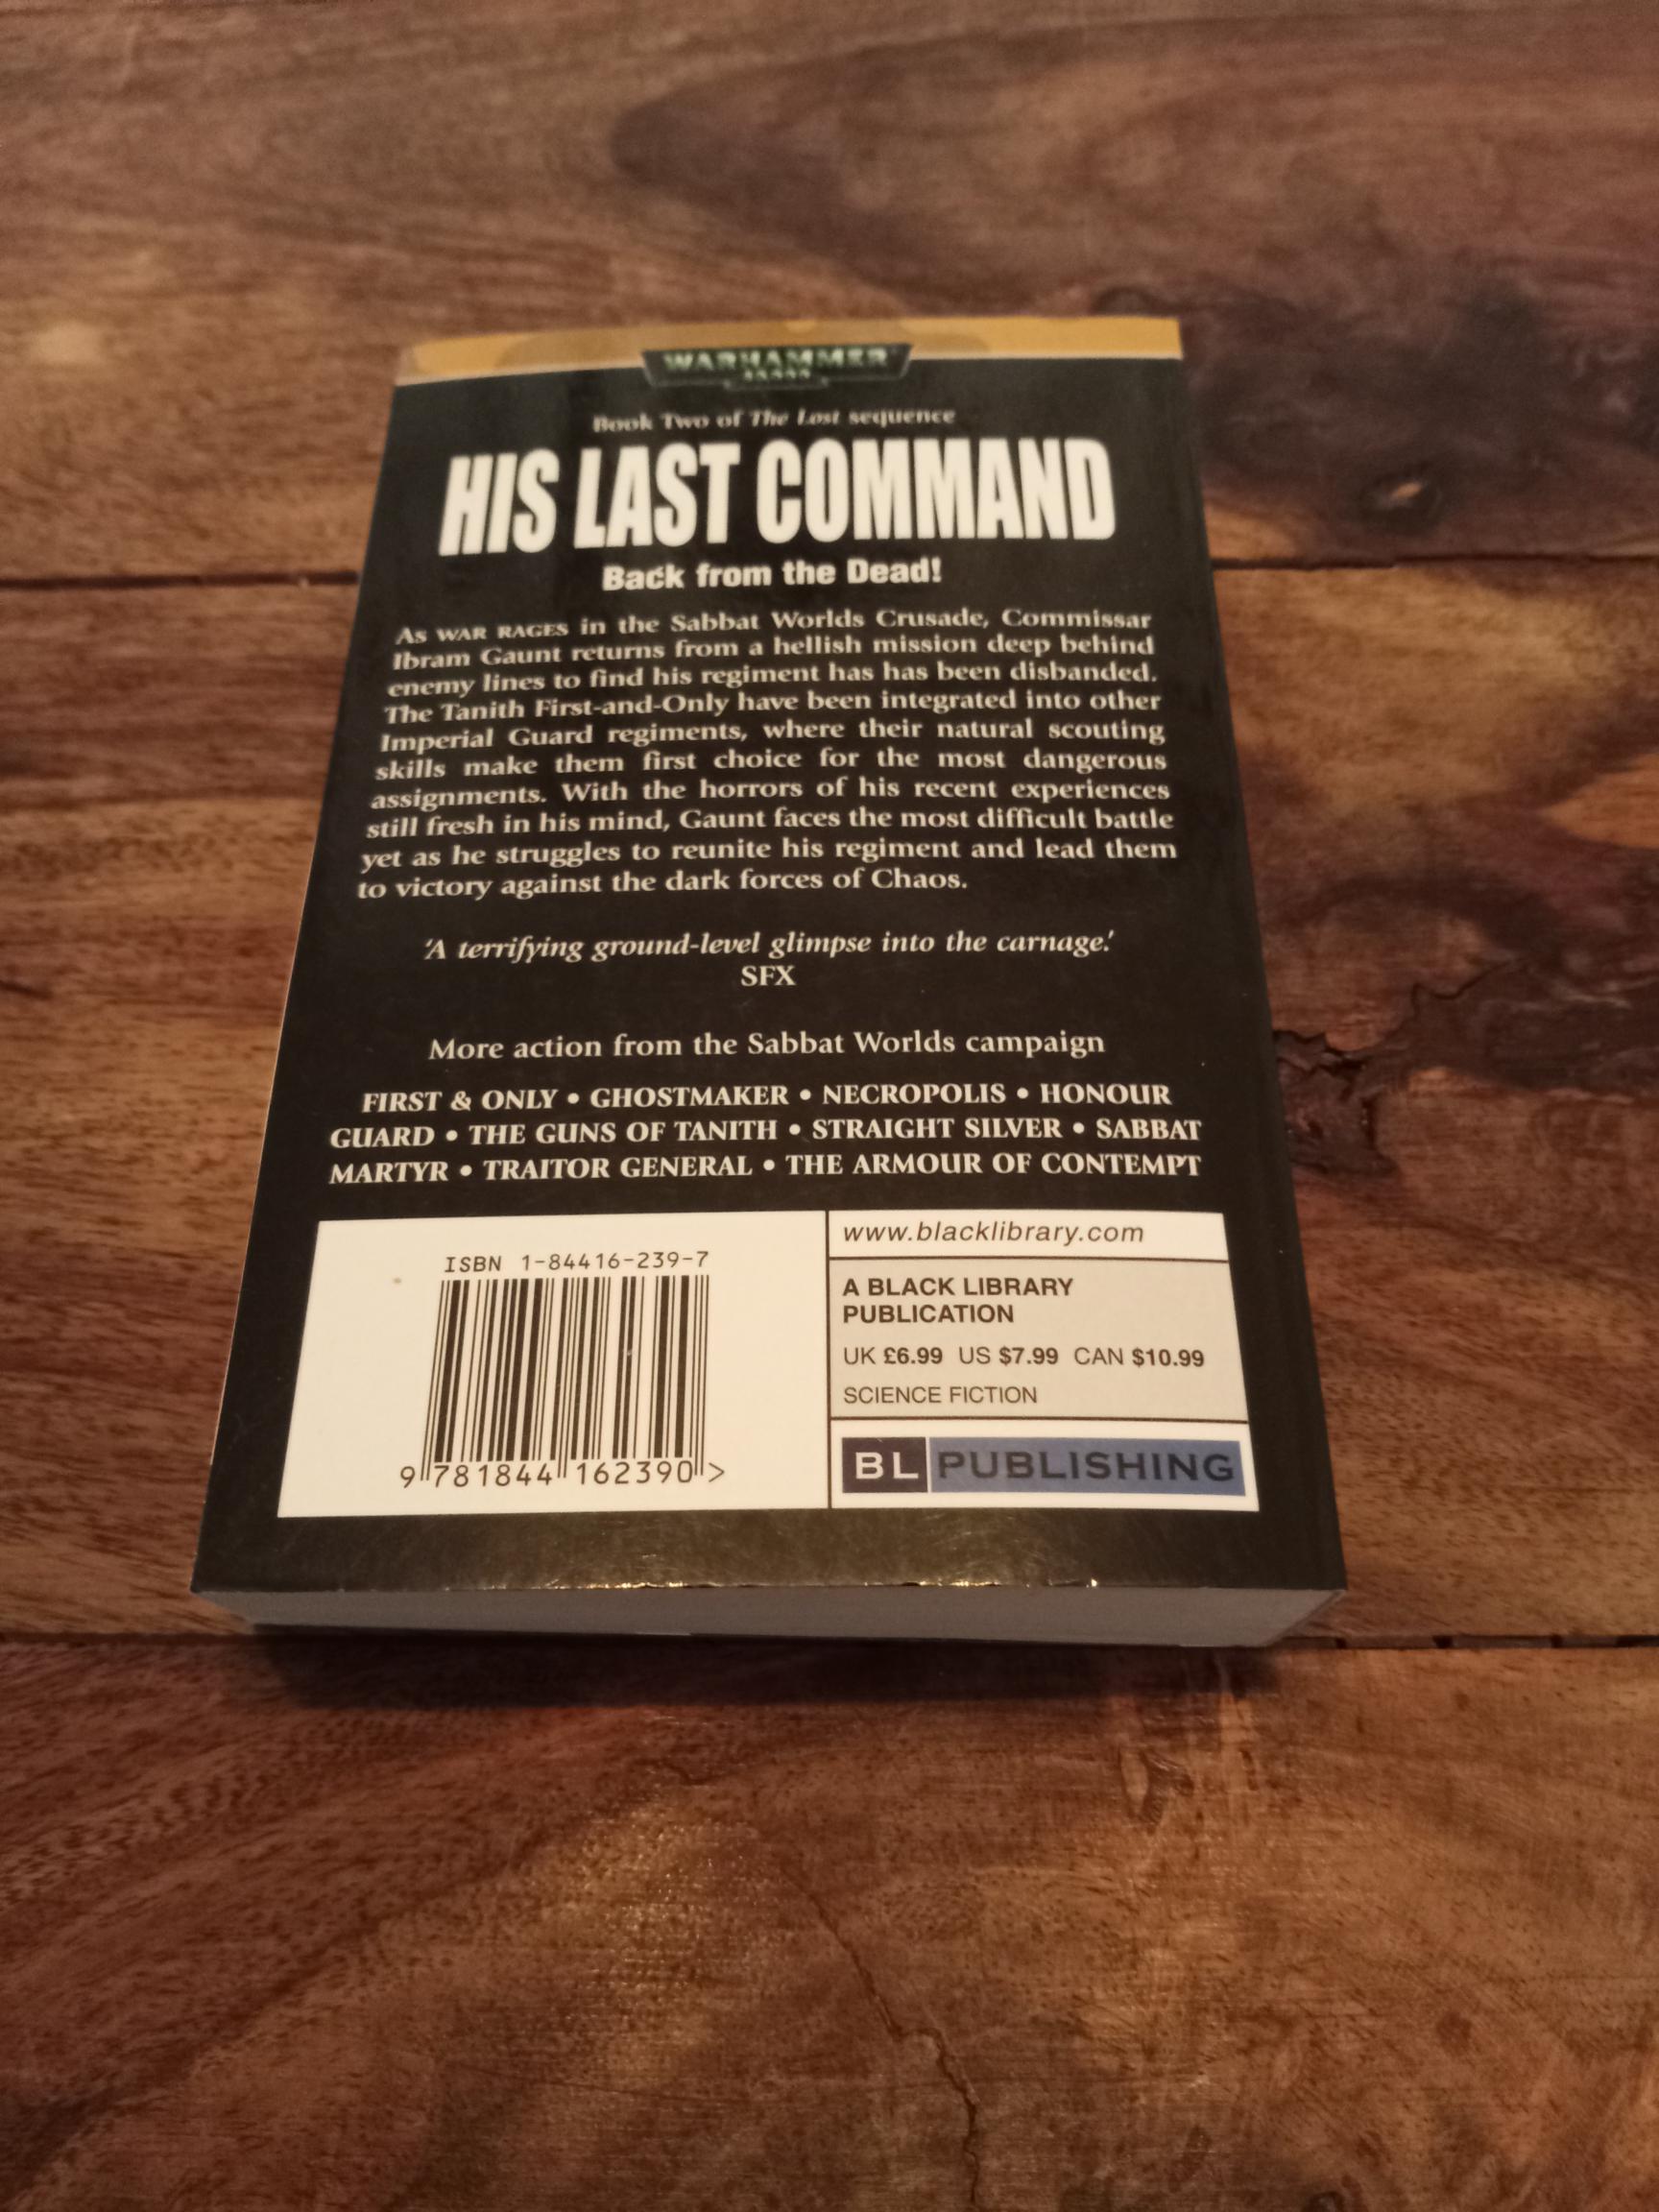 WARHAMMER
40,000
Book Two of The Lost sequence
HIS LAST COMMAND
Back from the Dead!
As WAR RAGES in the Sabbat Worlds Crusade, Commissar
Ibram Gaunt returns from a hellish mission deep behind
enemy lines to find his regiment has has been disbanded.
The Tanith First-and-Only have been integrated into other
Imperial Guard regiments, where their natural scouting
skills make them first choice for the most dangerous
assignments. With the horrors of his recent experiences
still fresh in his mind, Gaunt faces the most difficult battle
yet as he struggles to reunite his regiment and lead them
to victory against the dark forces of Chaos.
'A terrifying ground-level glimpse into the carnage.'
SFX
More action from the Sabbat Worlds campaign
FIRST & ONLY • GHOSTMAKER • NECROPOLIS • HONOUR
GUARD • THE GUNS OF TANITH • STRAIGHT SILVER • SABBAT
MARTYR • TRAITOR GENERAL • THE ARMOUR OF CONTEMPT
ISBN 1-84416-239-7
9 781844 162390 >
www.blacklibrary.com
A BLACK LIBRARY
PUBLICATION
UK £6.99 US $7.99 CAN $10.99
SCIENCE FICTION
BL PUBLISHING